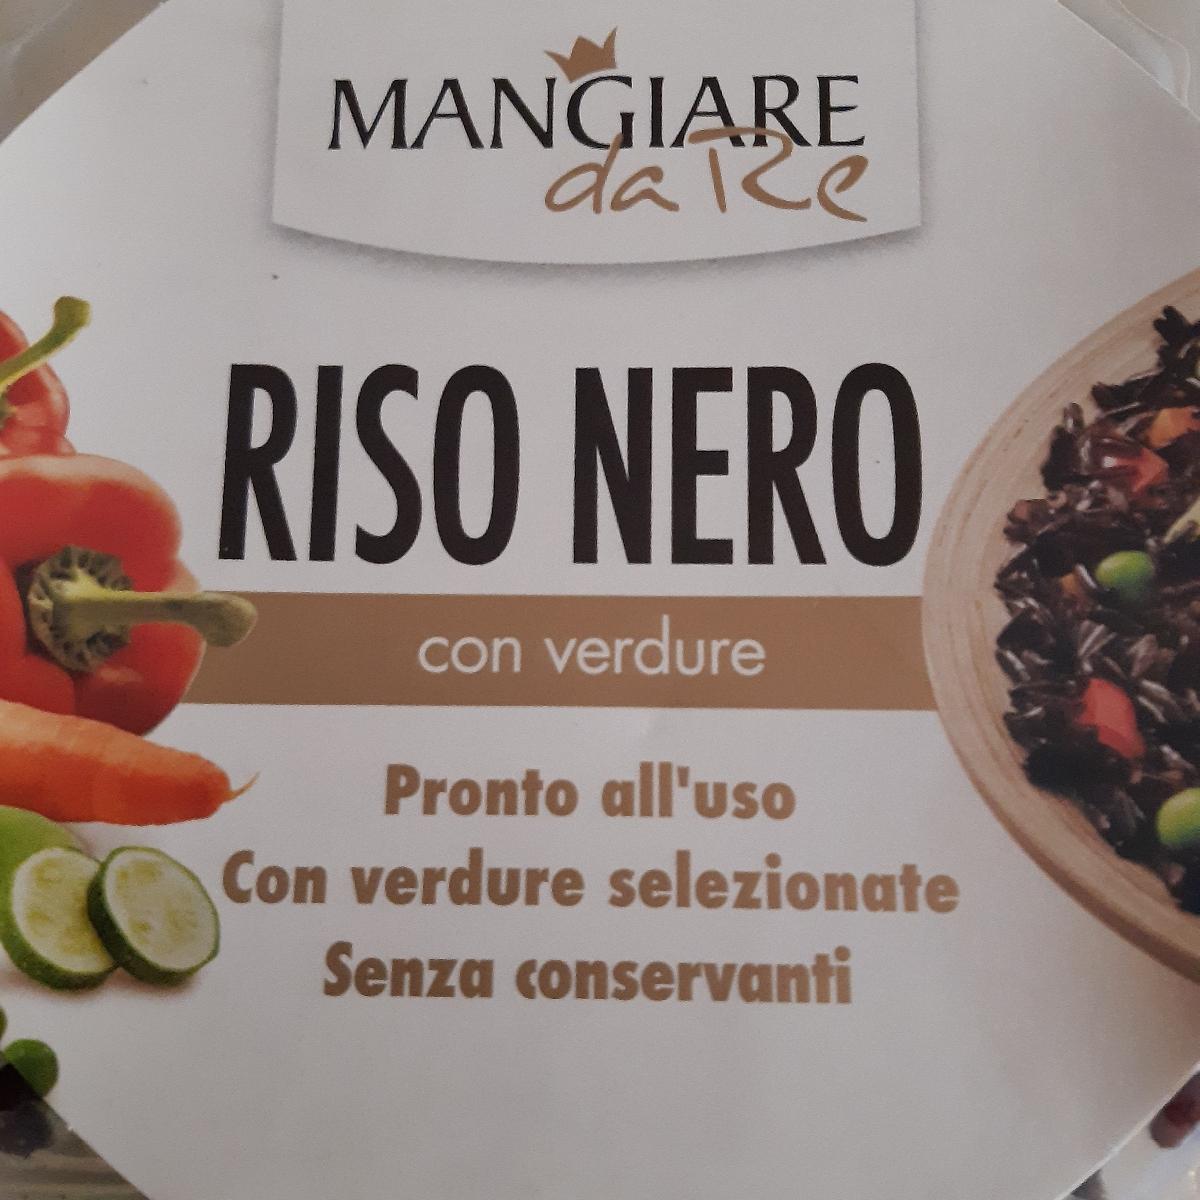 MANGIARE
da Re
RISO NERO
con verdure
Pronto all'uso
Con verdure selezionate
Senza conservanti